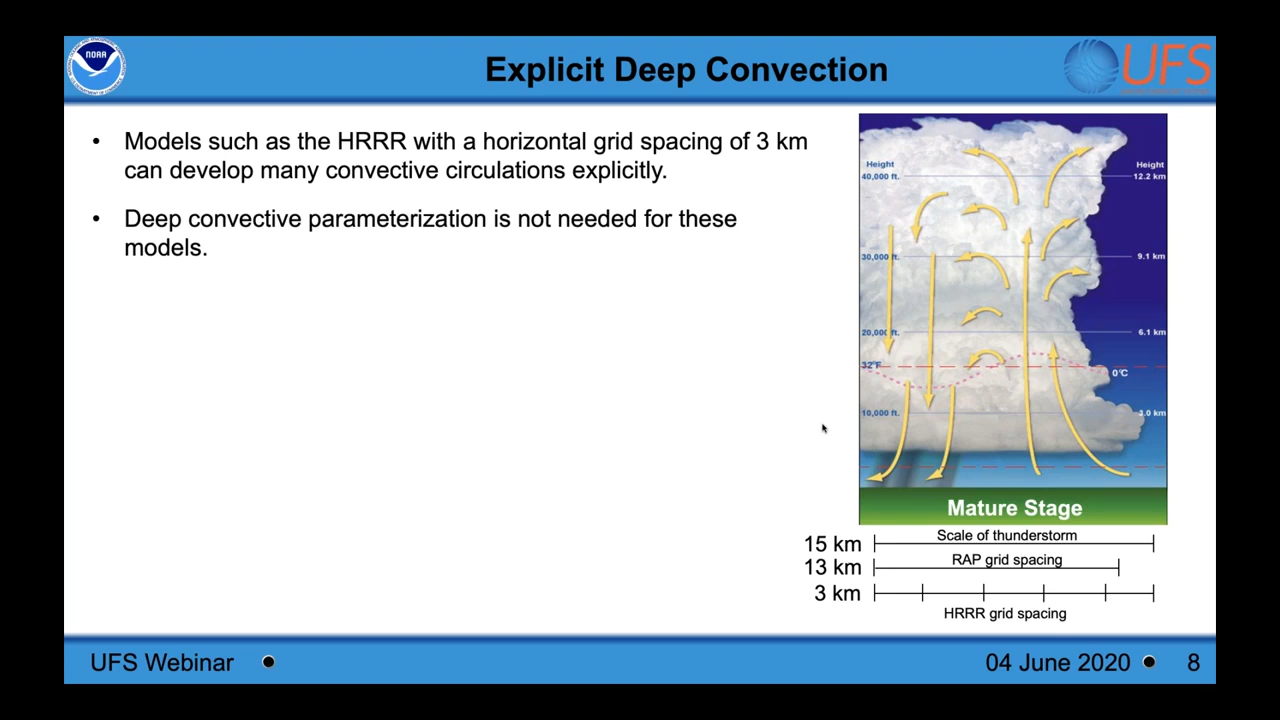 NOAA
Explicit Deep Convection
UFS
• Models such as the HRRR with a horizontal grid spacing of 3 km
can develop many convective circulations explicitly.
• Deep convective parameterization is not needed for these
models.
Height
40,000 ft.
30,000 ft.
20,000 ft.
32°F
10,000 ft.
Height
12.2 km
9.1 km
6.1 km
0°C
3.0 km
Mature Stage
15 km
Scale of thunderstorm
13 km
RAP grid spacing
3 km
HRRR grid spacing
UFS Webinar
04 June 2020
8